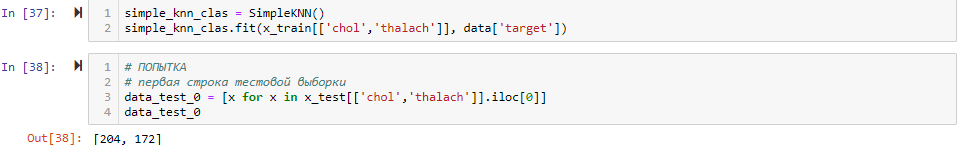 In [37]:
1 simple_knn_clas = SimpleKNN()
2 simple_knn_clas.fit(x_train[['chol','thalach']], data['target'])
In [38]:
1 # ПОПЫТКА
2 # первая строка тестовой выборки
3 data_test_0 = [x for x in x_test[['chol','thalach']].iloc[0]]
4 data_test_0
Out[38]: [204, 172]